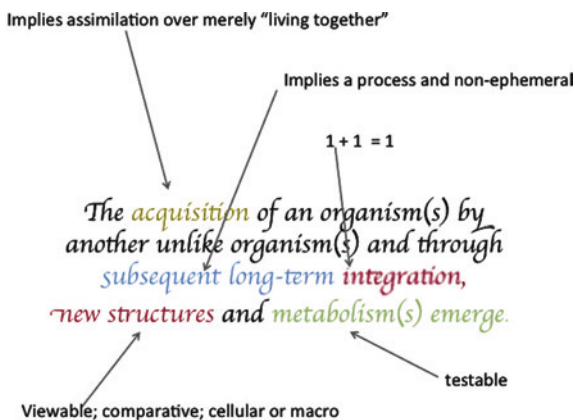 Implies assimilation over merely “living together”
Implies a process and non-ephemeral
1 + 1 = 1
The acquisition of an organism(s) by
another unlike organism(s) and through
subsequent long-term integration,
new structures and metabolism(s) emerge.
testable
Viewable; comparative; cellular or macro